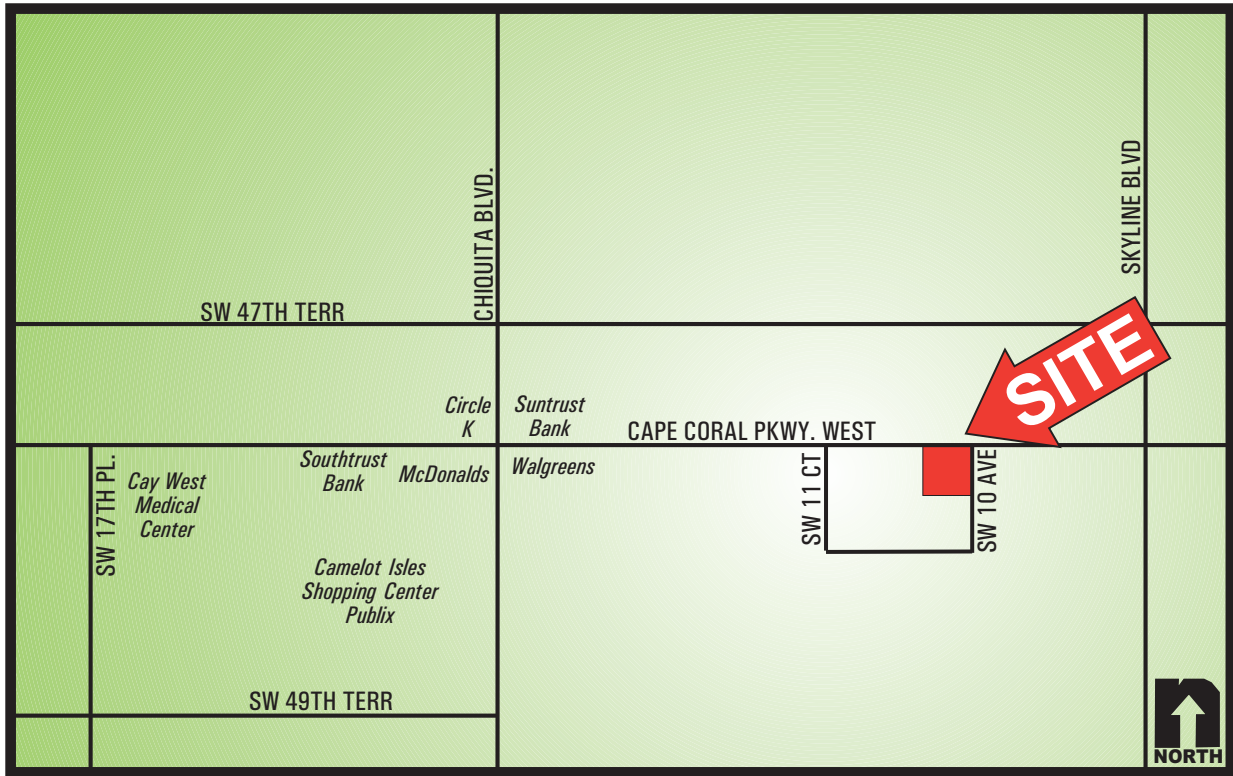 CHIQUITA BLVD.
SKYLINE BLVD
SW 47TH TERR
SITE
Circle
K
Suntrust
Bank
CAPE CORAL PKWY. WEST
SW 17TH PL.
Cay West
Medical
Center
Southtrust
Bank
McDonalds
Walgreens
SW 11 CT
SW 10 AVE
Camelot Isles
Shopping Center
Publix
SW 49TH TERR
n
NORTH